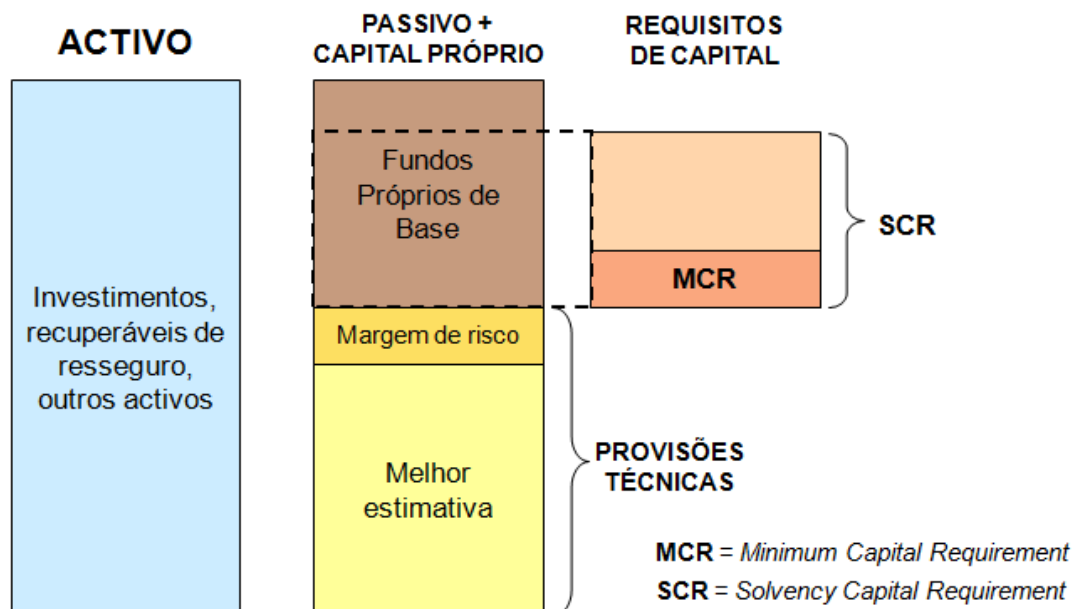 ACTIVO
PASSIVO +
CAPITAL PRÓPRIO
REQUISITOS
DE CAPITAL
Investimentos,
recuperáveis de
resseguro,
outros activos
Fundos
Próprios de
Base
Margem de risco
Melhor
estimativa
MCR
SCR
PROVISÕES
TÉCNICAS
MCR = Minimum Capital Requirement
SCR = Solvency Capital Requirement